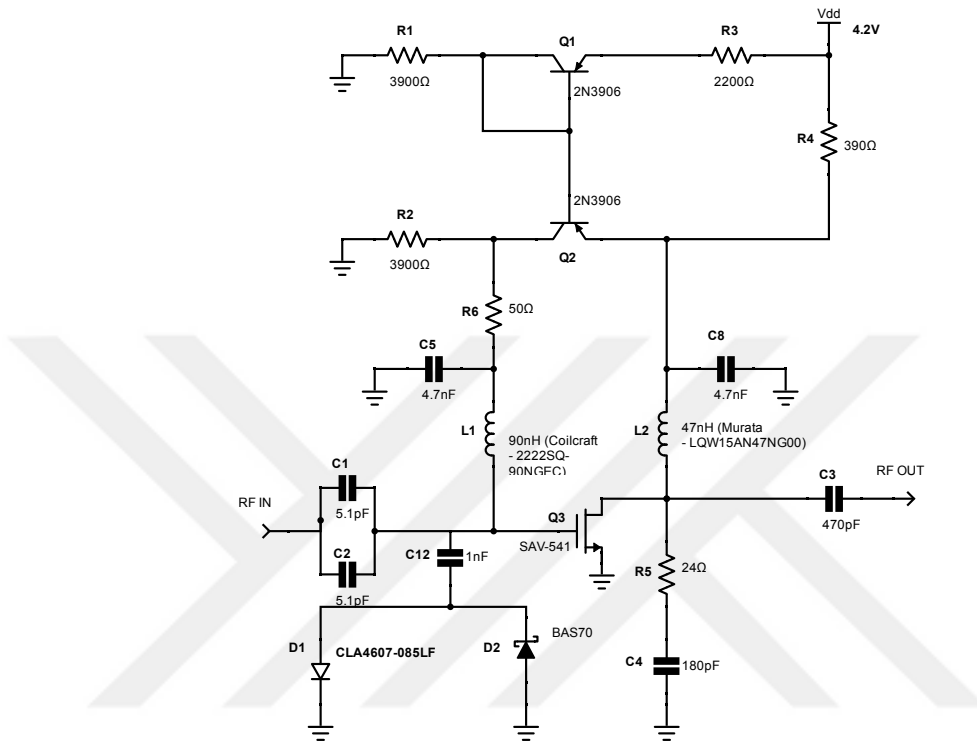 Vdd
4.2V
R1
3900Ω
Q1
2N3906
R3
2200Ω
R4
390Ω
2N3906
R2
3900Ω
Q2
R6
50Ω
C5
4.7nF
C8
4.7nF
L1
90nH (Coilcraft
- 2222SQ-
90NGEC)
L2
47nH (Murata
- LQW15AN47NG00)
C1
5.1pF
RF IN
C2
5.1pF
C12
1nF
Q3
SAV-541
C3
470pF
RF OUT
R5
24Ω
D1
CLA4607-085LF
D2
BAS70
C4
180pF